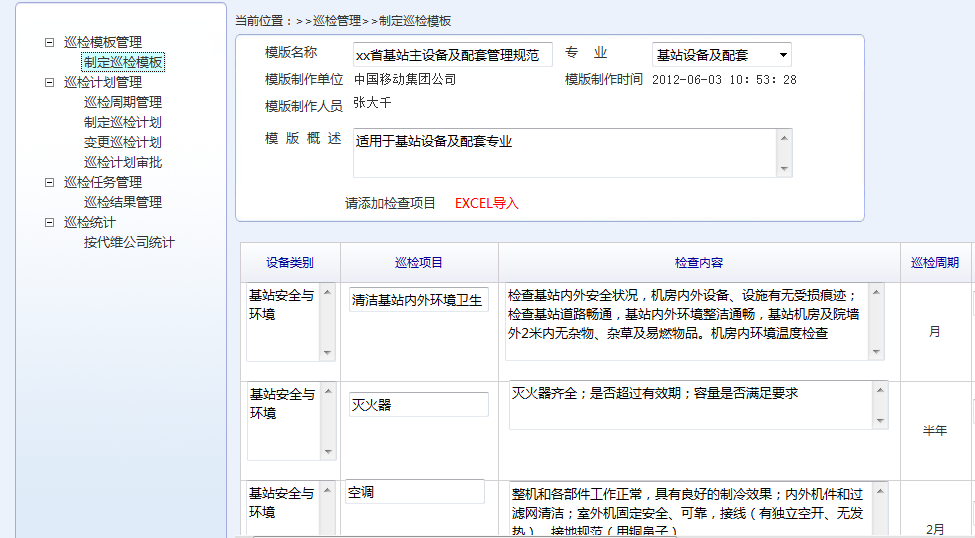 巡检模板管理
制定巡检模板
巡检计划管理
巡检周期管理
制定巡检计划
变更巡检计划
巡检计划审批
巡检任务管理
巡检结果管理
巡检统计
按代维公司统计
当前位置：>>巡检管理>>制定巡检模板
模版名称 xx省基站主设备及配套管理规范 专 业 基站设备及配套
模版制作单位 中国移动集团公司 模版制作时间 2012-06-03 10：53：28
模版制作人员 张大千
模 版 概 述 适用于基站设备及配套专业
请添加检查项目 EXCEL导入
设备类别 巡检项目 检查内容 巡检周期
基站安全与
环境
清洁基站内外环境卫生
检查基站内外安全状况，机房内外设备、设施有无受损痕迹；
检查基站道路畅通，基站内外环境整洁通畅，基站机房及院墙
外2米内无杂物、杂草及易燃物品。机房内环境温度检查
月
基站安全与
环境
灭火器
灭火器齐全；是否超过有效期；容量是否满足要求
半年
基站安全与
环境
空调
整机和各部件工作正常，具有良好的制冷效果；内外机件和过
滤网清洁；室外机固定安全、可靠，接线（有独立空开、无发
热）、接地规范（用铜鼻子）
2月